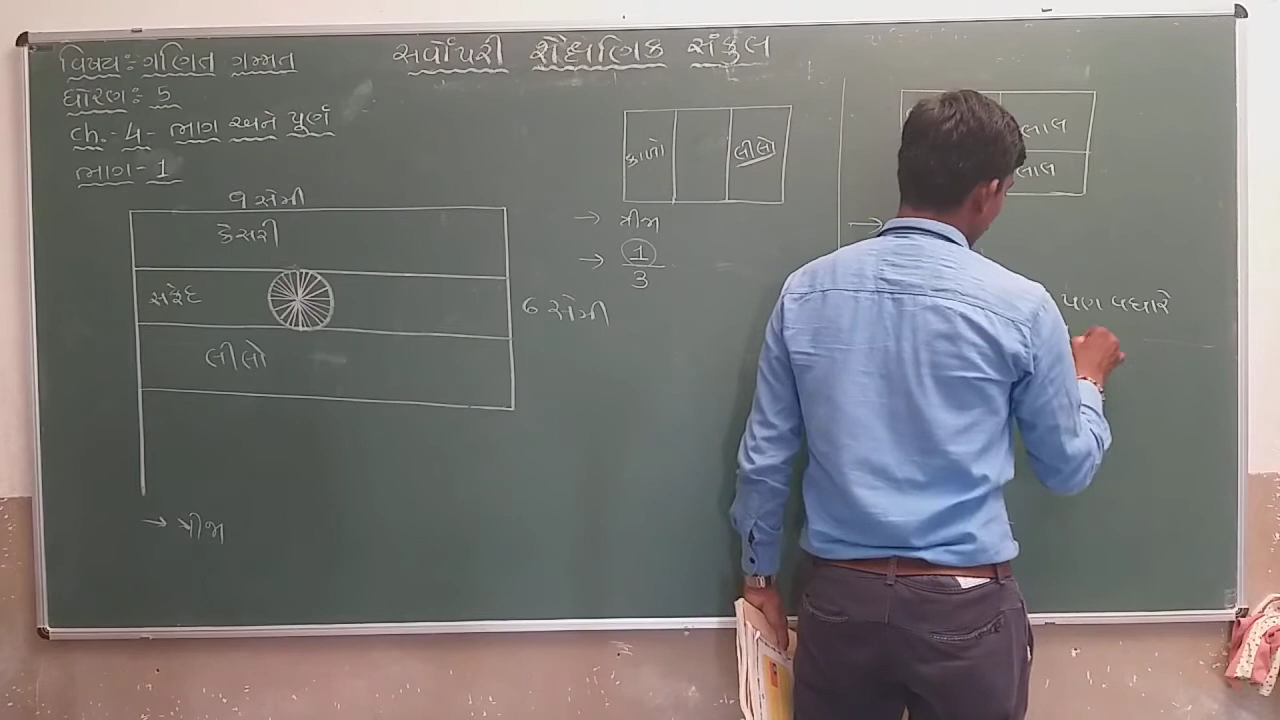 સર્વોપરી શૈક્ષણિક સંકુલ
વિષય:- ગણિત ગમ્મત
ધોરણ:- 5
ch.- 4- ભાગ અને પૂર્ણ
ભાગ- 1
9 સેમી
કેસરી
સફેદ
લીલો
6 સેમી
→ ત્રીજા
કાળો
લીલો
→ ત્રીજા
→ 1/3
લાલ
લાલ
→
પણ વધારે